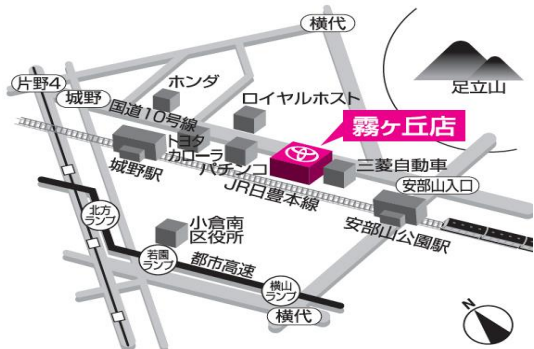 横代
足立山
片野4
城野
ホンダ
国道10号線
ロイヤルホスト
霧ヶ丘店
トヨタ
カローラ
パチンコ
三菱自動車
城野駅
JR日豊本線
安部山入口
安部山公園駅
北方
ランプ
小倉南
区役所
若園
ランプ
都市高速
横山
ランプ
横代
N